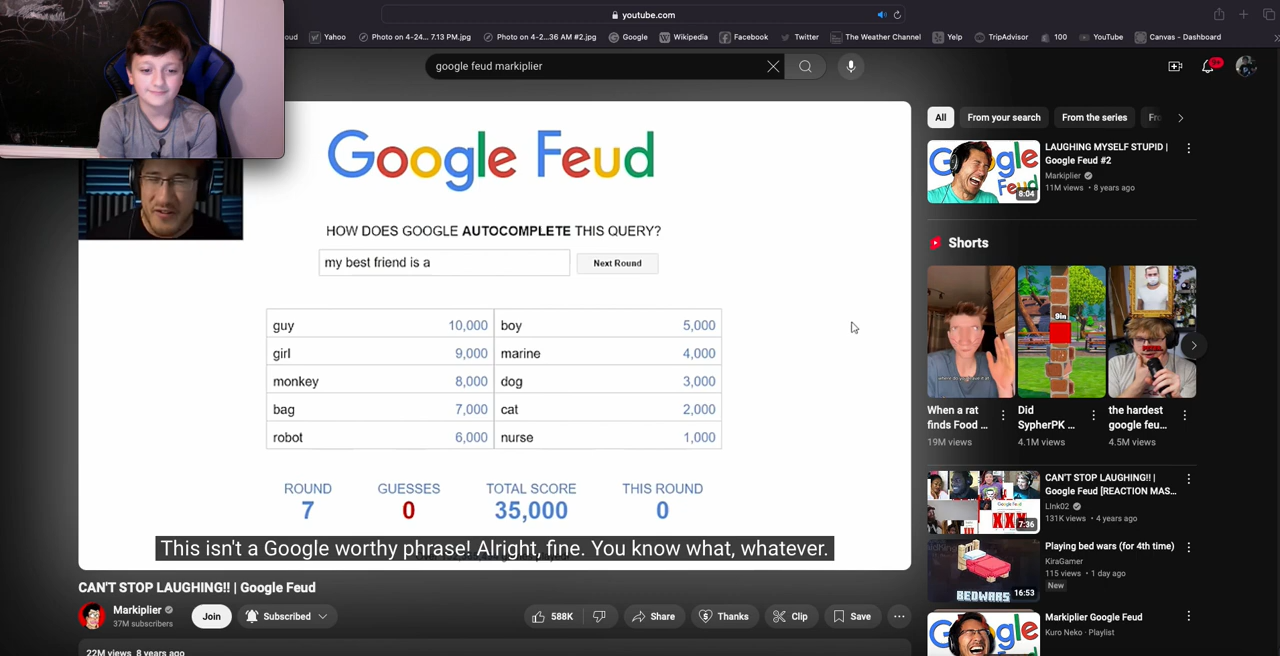 youtube.com
oud
Yahoo
Photo on 4-24... 7.13 PM.jpg
Photo on 4-2...36 AM #2.jpg
Google
Wikipedia
Facebook
Twitter
The Weather Channel
Yelp
TripAdvisor
100
YouTube
Canvas - Dashboard
google feud markiplier
9+
Google Feud
HOW DOES GOOGLE AUTOCOMPLETE THIS QUERY?
my best friend is a
Next Round
guy 10,000 boy 5,000
girl 9,000 marine 4,000
monkey 8,000 dog 3,000
bag 7,000 cat 2,000
robot 6,000 nurse 1,000
ROUND GUESSES TOTAL SCORE THIS ROUND
7 0 35,000 0
This isn't a Google worthy phrase! Alright, fine. You know what, whatever.
CAN'T STOP LAUGHING!! | Google Feud
Markiplier
37M subscribers
Join
Subscribed
588K
Share
Thanks
Clip
Save
22M views 8 years ago
All
From your search
From the series
Fro
LAUGHING MYSELF STUPID |
Google Feud #2
Markiplier
11M views · 8 years ago
8:04
Shorts
9in
When a rat
finds Food ...
19M views
Did
SypherPK ...
4.1M views
the hardest
google feu...
4.5M views
XXX
7:36
CAN'T STOP LAUGHING!! |
Google Feud [REACTION MAS...
LInk02
131K views · 4 years ago
BEDWARS
16:53
Playing bed wars (for 4th time)
KiraGamer
115 views · 1 day ago
New
Markiplier Google Feud
Kuro Neko · Playlist